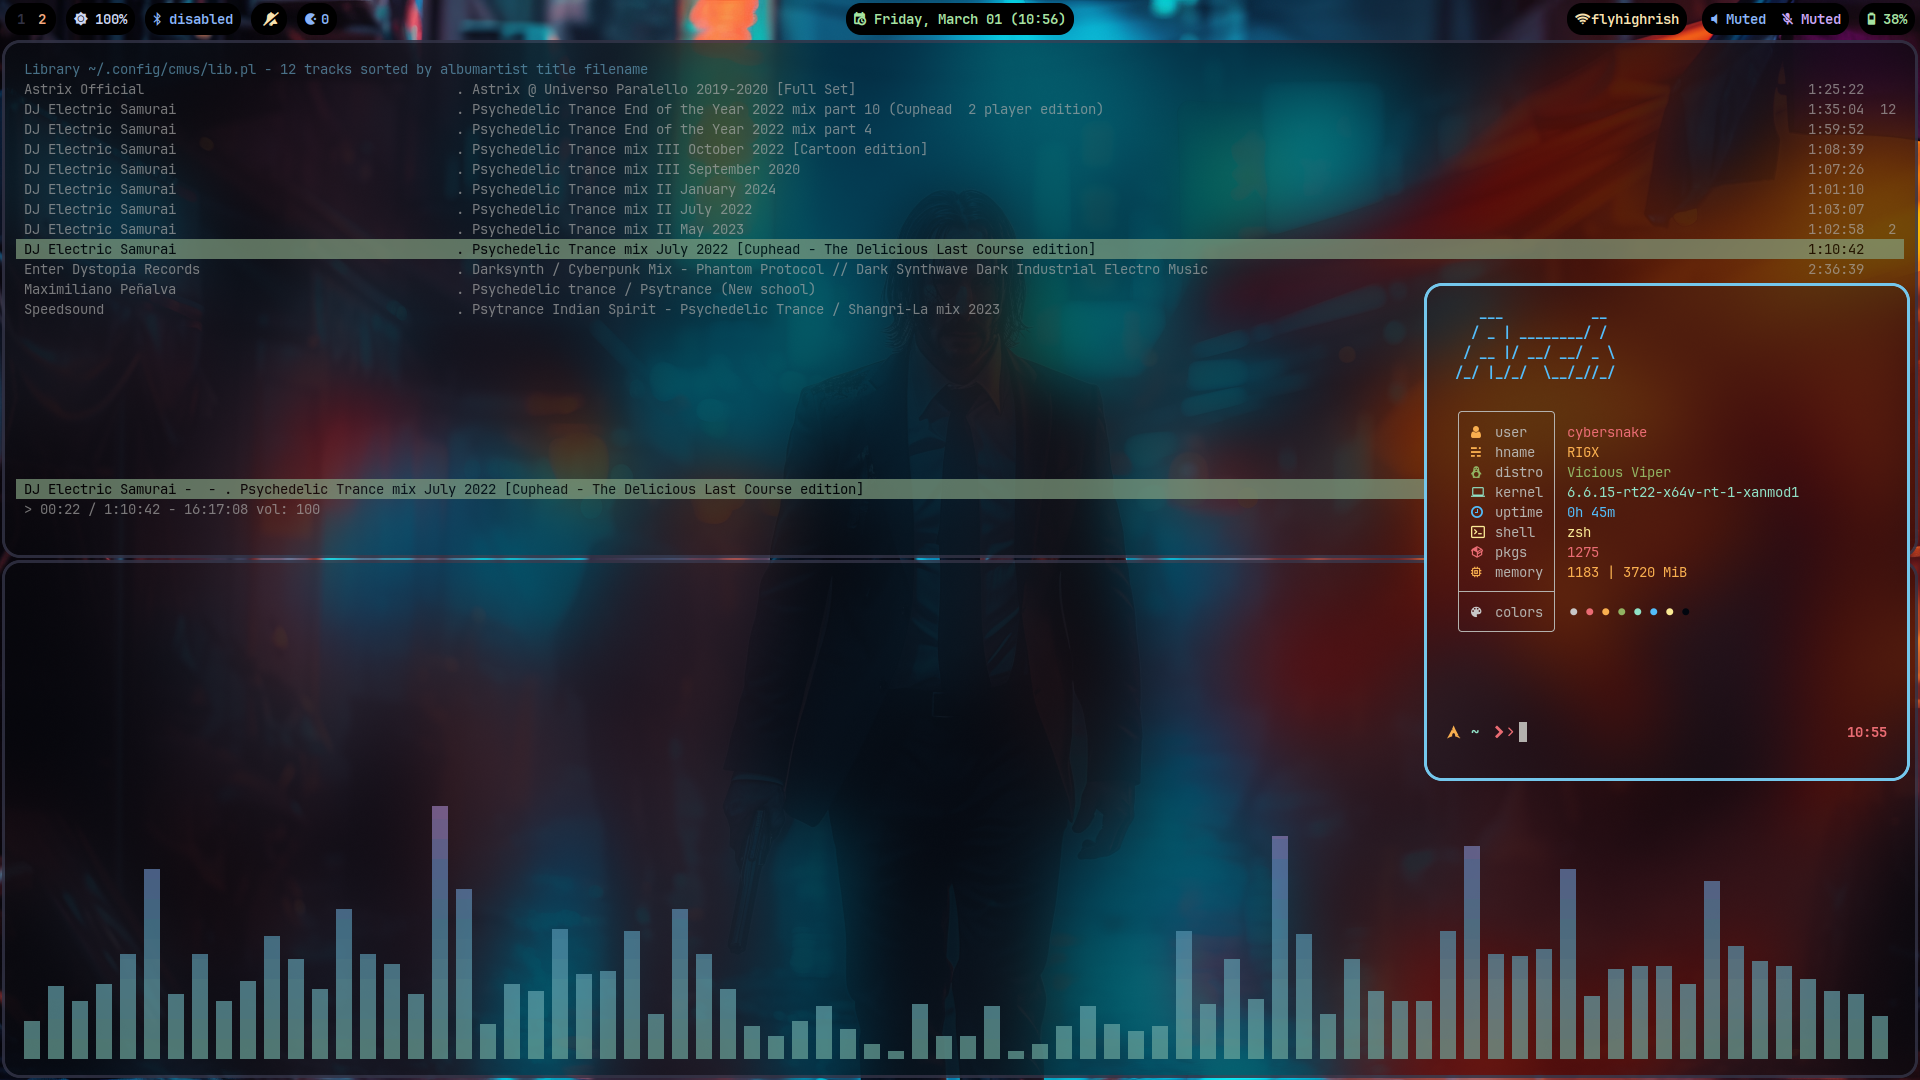 1 2 100% disabled 0 Friday, March 01 (10:56) flyhighrish Muted Muted 38%
Library ~/.config/cmus/lib.pl - 12 tracks sorted by albumartist title filename
Astrix Official . Astrix @ Universo Paralello 2019-2020 [Full Set] 1:25:22
DJ Electric Samurai . Psychedelic Trance End of the Year 2022 mix part 10 (Cuphead  2 player edition) 1:35:04 12
DJ Electric Samurai . Psychedelic Trance End of the Year 2022 mix part 4 1:59:52
DJ Electric Samurai . Psychedelic Trance mix III October 2022 [Cartoon edition] 1:08:39
DJ Electric Samurai . Psychedelic trance mix III September 2020 1:07:26
DJ Electric Samurai . Psychedelic Trance mix II January 2024 1:01:10
DJ Electric Samurai . Psychedelic Trance mix II July 2022 1:03:07
DJ Electric Samurai . Psychedelic Trance mix II May 2023 1:02:58 2
DJ Electric Samurai . Psychedelic Trance mix July 2022 [Cuphead - The Delicious Last Course edition] 1:10:42
Enter Dystopia Records . Darksynth / Cyberpunk Mix - Phantom Protocol // Dark Synthwave Dark Industrial Electro Music 2:36:39
Maximiliano Peñalva . Psychedelic trance / Psytrance (New school)
Speedsound . Psytrance Indian Spirit - Psychedelic Trance / Shangri-La mix 2023
DJ Electric Samurai -  - . Psychedelic Trance mix July 2022 [Cuphead - The Delicious Last Course edition]
> 00:22 / 1:10:42 - 16:17:08 vol: 100
Arch
user cybersnake
hname RIGX
distro Vicious Viper
kernel 6.6.15-rt22-x64v-rt-1-xanmod1
uptime 0h 45m
shell zsh
pkgs 1275
memory 1183 | 3720 MiB
colors
~ 10:55